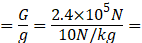 = G/g = 2.4×10⁵N/10N/kg =